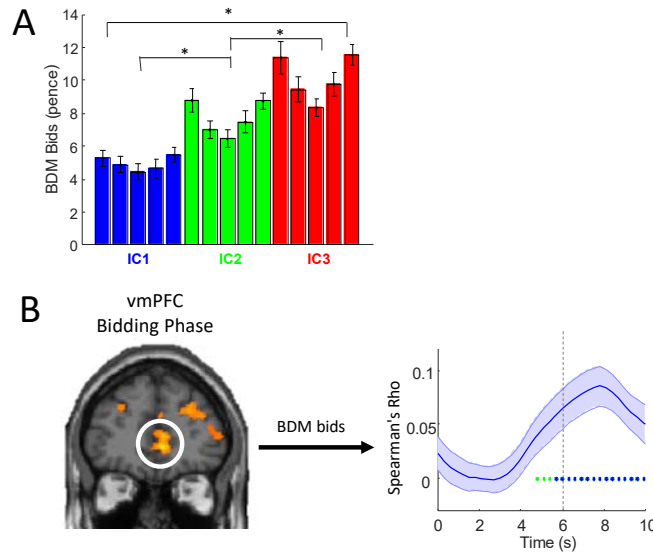 A
*
*
*
BDM Bids (pence)
14
12
10
8
6
4
2
0
IC1 IC2 IC3
B
vmPFC
Bidding Phase
BDM bids
Spearman's Rho
0.1
0.05
0
0 2 4 6 8 10
Time (s)